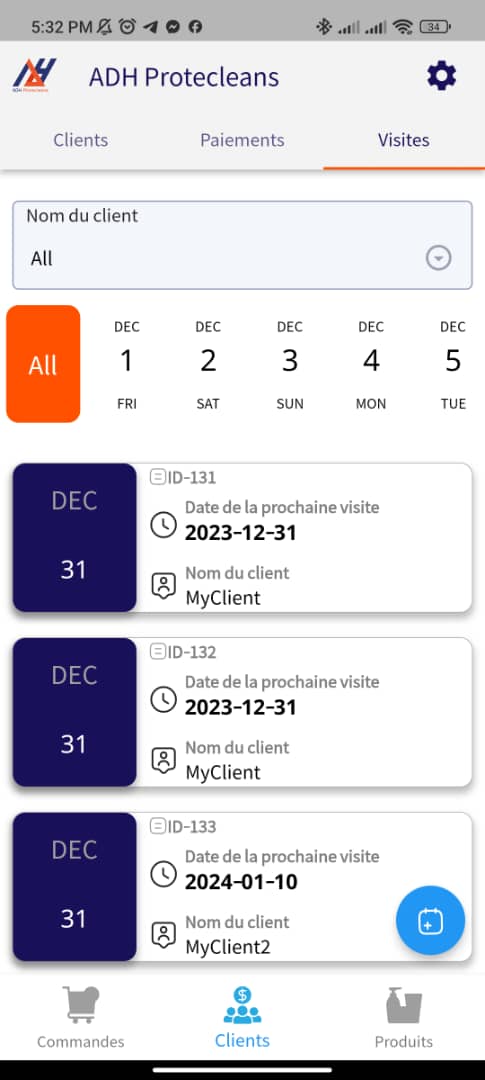 5:32 PM
34
ADH Protecleans
ADH Protecleans
Clients
Paiements
Visites
Nom du client
All
All
DEC
1
FRI
DEC
2
SAT
DEC
3
SUN
DEC
4
MON
DEC
5
TUE
DEC
31
ID-131
Date de la prochaine visite
2023-12-31
Nom du client
MyClient
DEC
31
ID-132
Date de la prochaine visite
2023-12-31
Nom du client
MyClient
DEC
31
ID-133
Date de la prochaine visite
2024-01-10
Nom du client
MyClient2
Commandes
Clients
Produits